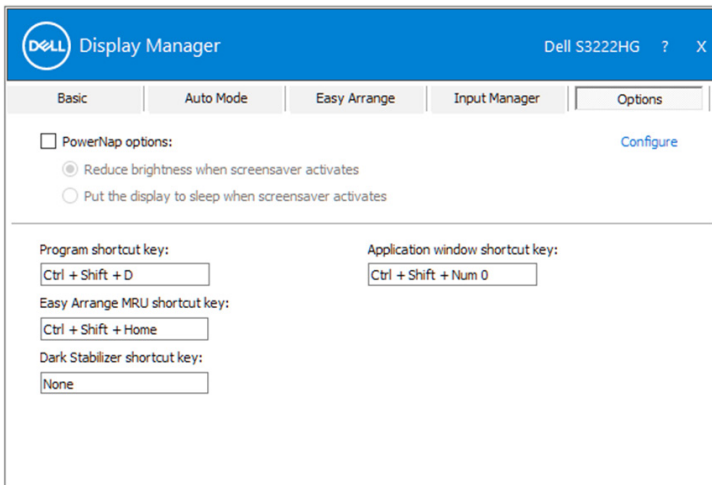 DELL Display Manager Dell S3222HG ? X
Basic Auto Mode Easy Arrange Input Manager Options
PowerNap options: Configure
Reduce brightness when screensaver activates
Put the display to sleep when screensaver activates
Program shortcut key: Application window shortcut key:
Ctrl + Shift + D Ctrl + Shift + Num 0
Easy Arrange MRU shortcut key:
Ctrl + Shift + Home
Dark Stabilizer shortcut key:
None